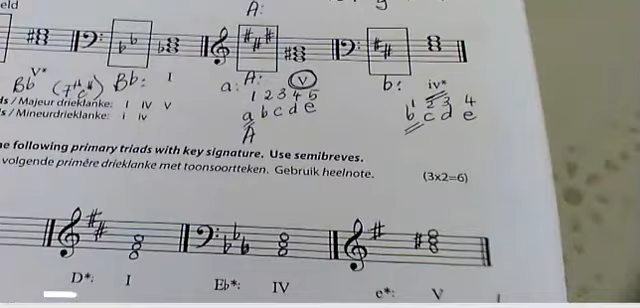 eld
A:
V*
Bb
Bb: I
a:
A: V
b: iv*
1 2 3 4 5
a b c d e
A
1 2 3 4
b c d e
ds / Majeur drieklanke: I IV V
s / Mineurdrieklanke: i iv
he following primary triads with key signature. Use semibreves.
volgende primêre drieklanke met toonsoortteken. Gebruik heelnote. (3x2=6)
D*: I
Eb*: IV
e*: V